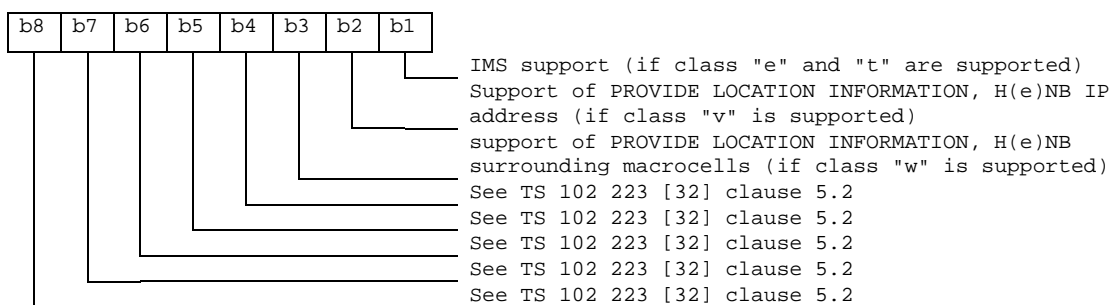 b8 b7 b6 b5 b4 b3 b2 b1
IMS support (if class "e" and "t" are supported)
Support of PROVIDE LOCATION INFORMATION, H(e)NB IP
address (if class "v" is supported)
support of PROVIDE LOCATION INFORMATION, H(e)NB
surrounding macrocells (if class "w" is supported)
See TS 102 223 [32] clause 5.2
See TS 102 223 [32] clause 5.2
See TS 102 223 [32] clause 5.2
See TS 102 223 [32] clause 5.2
See TS 102 223 [32] clause 5.2